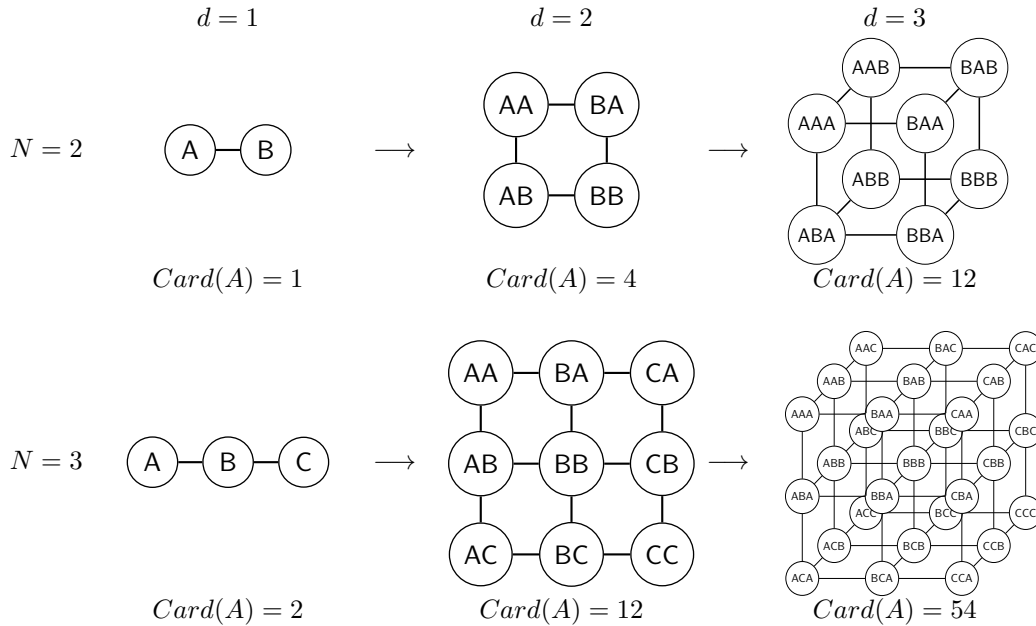 d = 1 d = 2 d = 3
AAB BAB
AA BA
AAA BAA
N = 2 A B ⟶ ⟶
ABB BBB
AB BB
ABA BBA
Card(A) = 1 Card(A) = 4 Card(A) = 12
AAC BAC CAC
AA BA CA
AAB BAB CAB
AAA BAA CAA
ABC BBC CBC
N = 3 A B C ⟶ AB BB CB ⟶ ABB BBB CBB
ABA BBA CBA
ACC BCC CCC
ACB BCB CCB
AC BC CC
ACA BCA CCA
Card(A) = 2 Card(A) = 12 Card(A) = 54